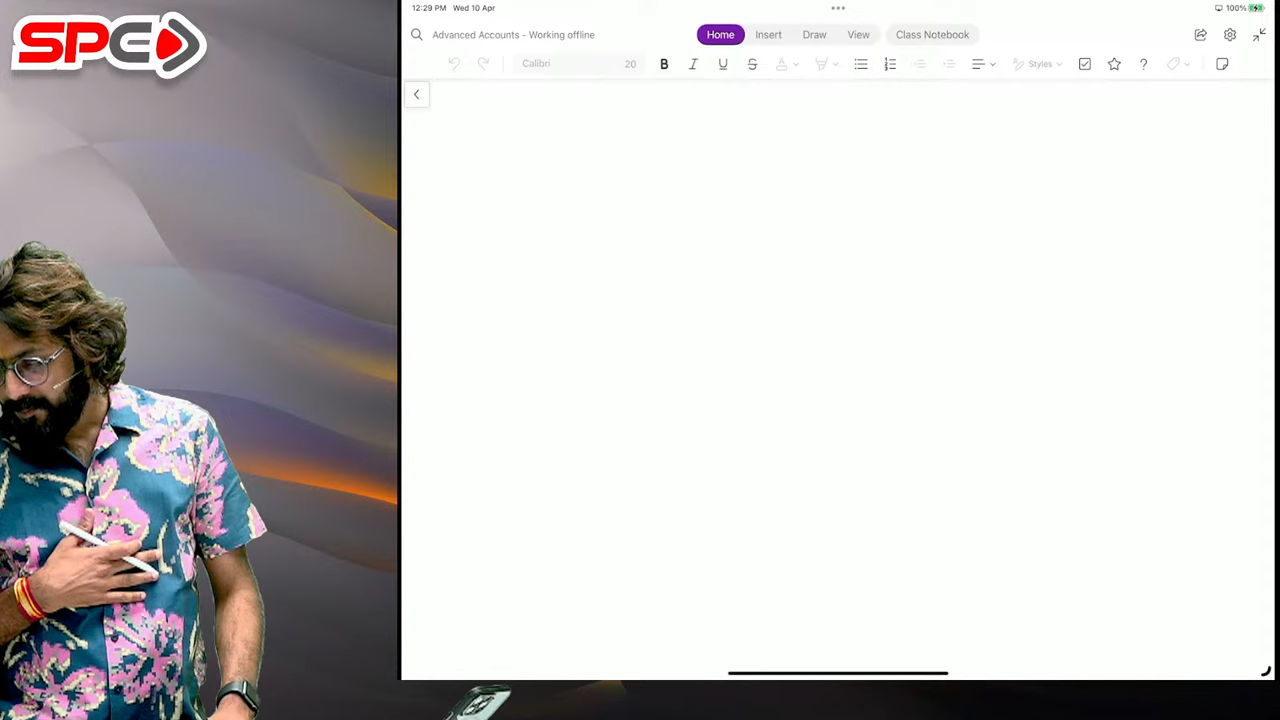 SPED
12:29 PM Wed 10 Apr
100%
Advanced Accounts - Working offline
Home
Insert
Draw
View
Class Notebook
Calibri
20
B
I
U
S
A
Styles
?